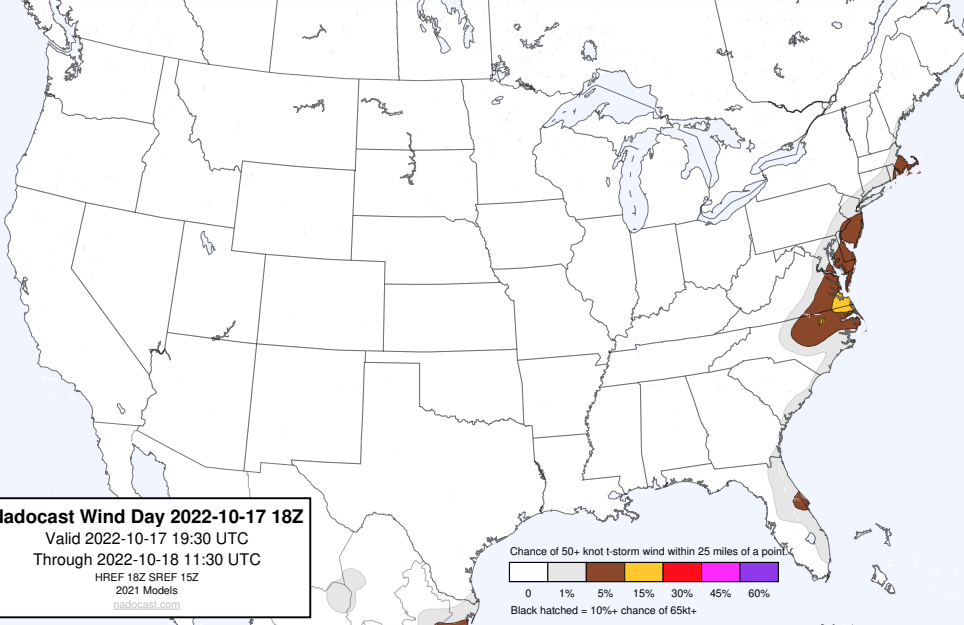 Nadocast Wind Day 2022-10-17 18Z
Valid 2022-10-17 19:30 UTC
Through 2022-10-18 11:30 UTC
HREF 18Z SREF 15Z
2021 Models
nadocast.com
Chance of 50+ knot t-storm wind within 25 miles of a point.
0 1% 5% 15% 30% 45% 60%
Black hatched = 10%+ chance of 65kt+